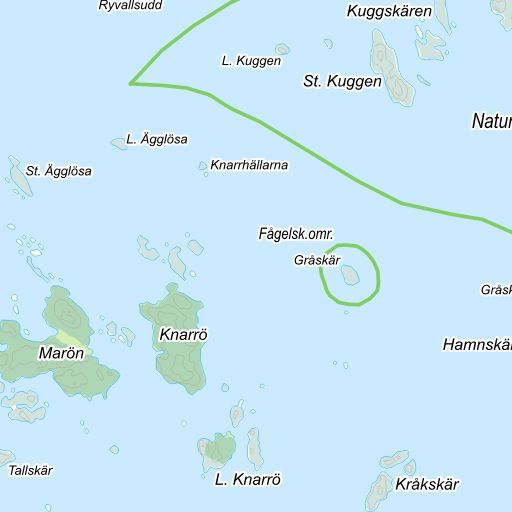 Ryvallsudd
Kuggskären
L. Kuggen
St. Kuggen
Natur
L. Ägglösa
Knarrhällarna
St. Ägglösa
Fågelsk.omr.
Gråskär
Gråsk
Knarrö
Hamnskär
Marön
Tallskär
L. Knarrö
Kråkskär